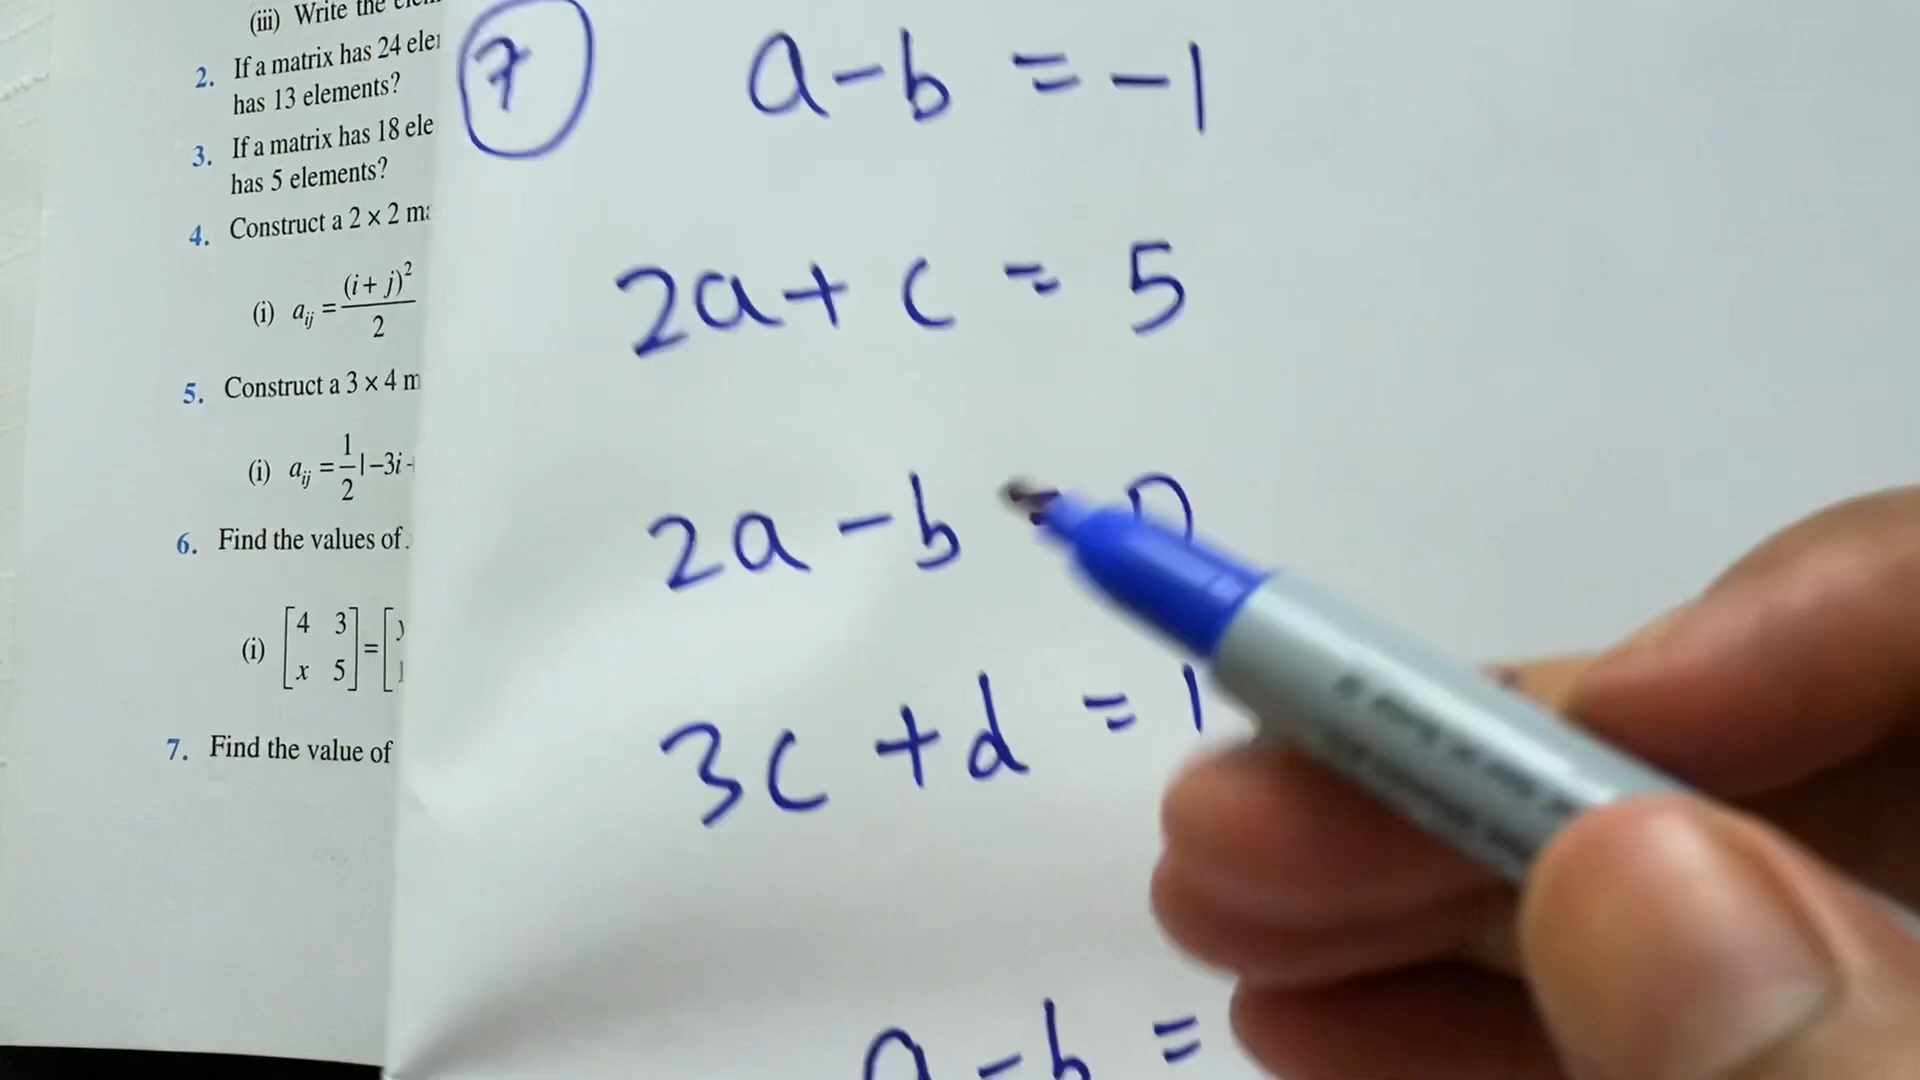 (iii) Write the
2. If a matrix has 24
has 13 elements?
3. If a matrix has 18
has 5 elements?
4. Construct a 2 × 2
(i) aij = (i + j)² / 2
5. Construct a 3 × 4
(i) aij = 1/2 |−3i
6. Find the values of
(i) [4 3 x 5] = [
7. Find the value of
7 a − b = −1
2a + c = 5
2a − b
3c + d = 1
a − b =